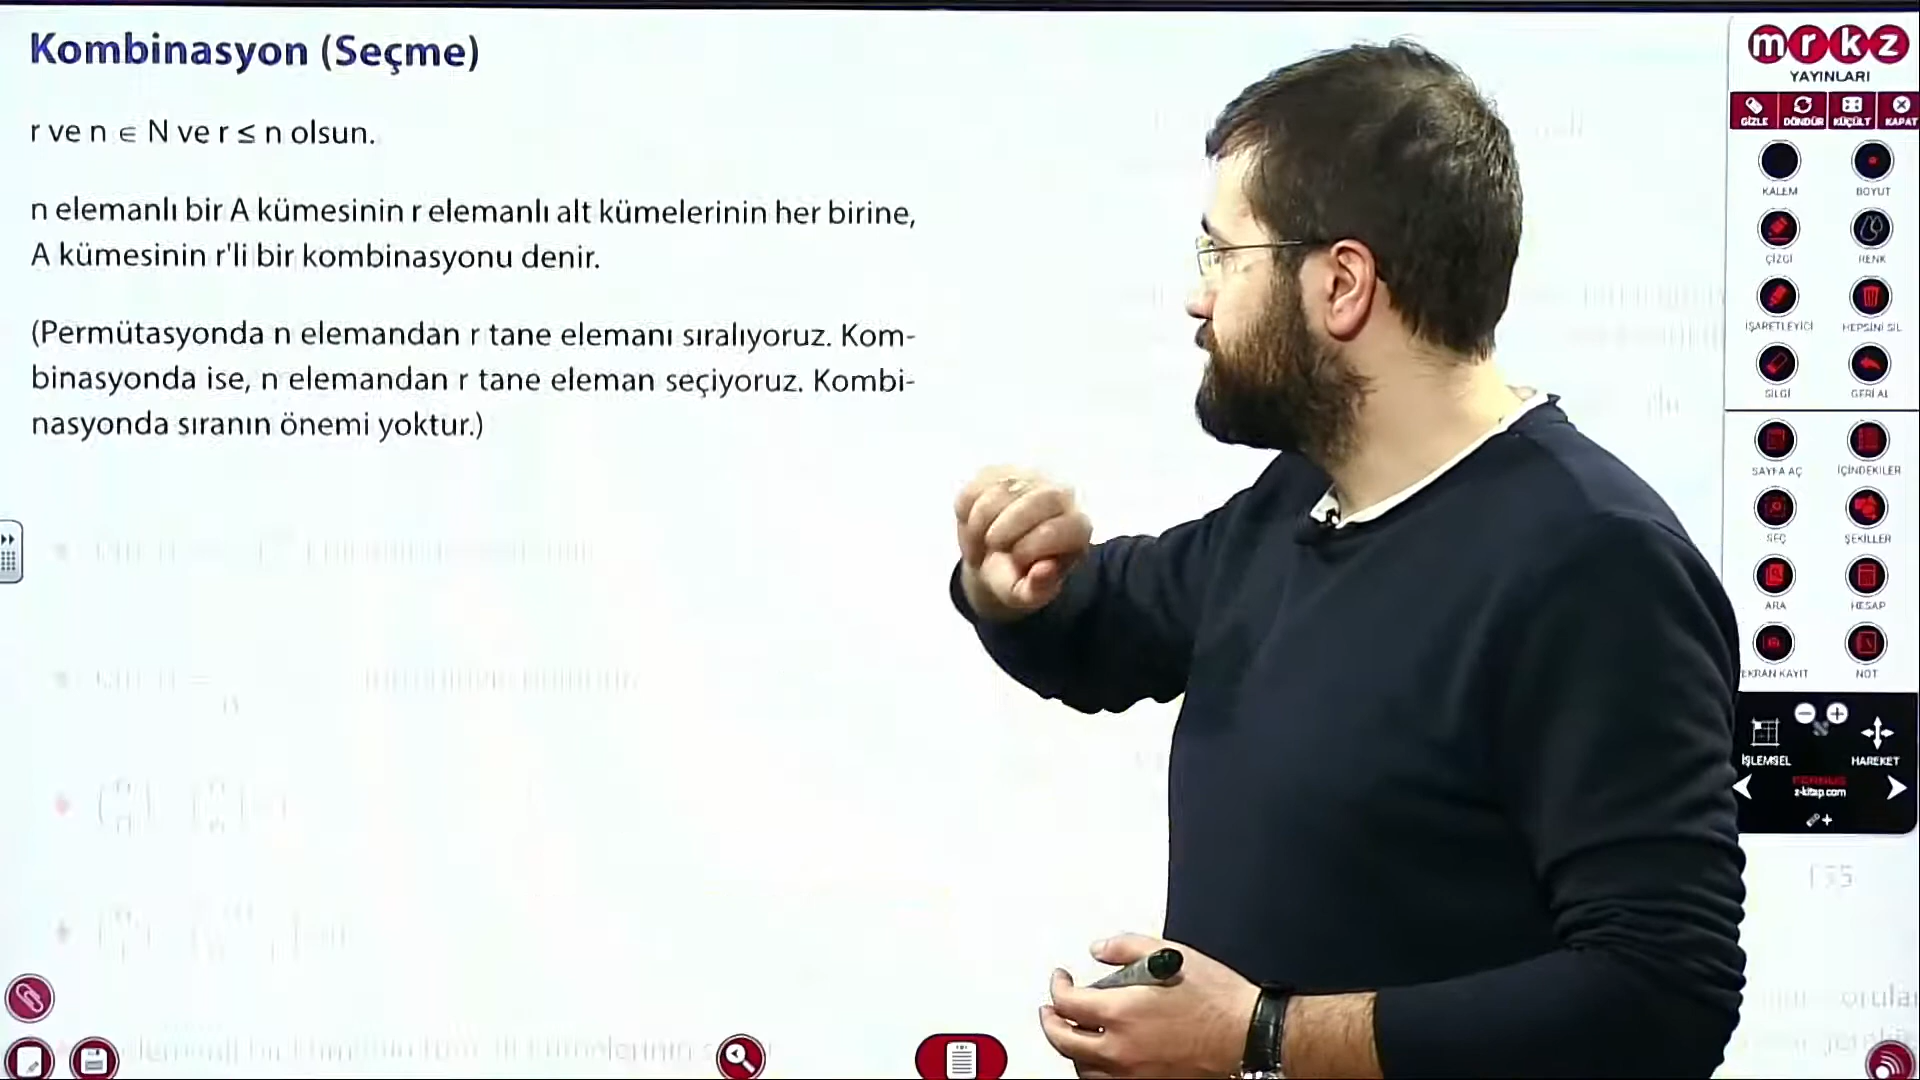 Kombinasyon (Seçme)
r ve n ∈ N ve r ≤ n olsun.
n elemanlı bir A kümesinin r elemanlı alt kümelerinin her birine,
A kümesinin r'li bir kombinasyonu denir.
(Permütasyonda n elemandan r tane elemanı sıralıyoruz. Kom-
binasyonda ise, n elemandan r tane eleman seçiyoruz. Kombi-
nasyonda sıranın önemi yoktur.)
mrkz
YAYINLARI
GİZLE DÖNDÜR KÜÇÜLT KAPAT
KALEM BOYUT
ÇİZGİ RENK
İŞARETLEYİCİ HEPSİNİ SİL
SİLGİ GERİ AL
SAYFA AÇ İÇİNDEKİLER
SEÇ ŞEKİLLER
ARA HESAP
EKRAN KAYIT NOT
İŞLEMSEL HAREKET
FERNUS
z-kitap.com